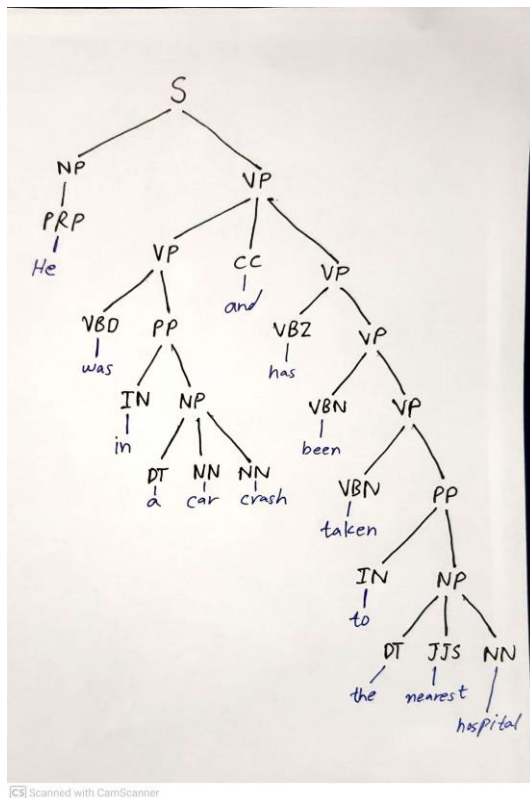 S
NP
VP
PRP
He
VP
CC
and
VP
VBD
was
PP
VBZ
has
VP
IN
in
NP
VBN
been
VP
DT
a
NN
car
NN
crash
VBN
taken
PP
IN
to
NP
DT
the
JJS
nearest
NN
hospital
CS Scanned with CamScanner